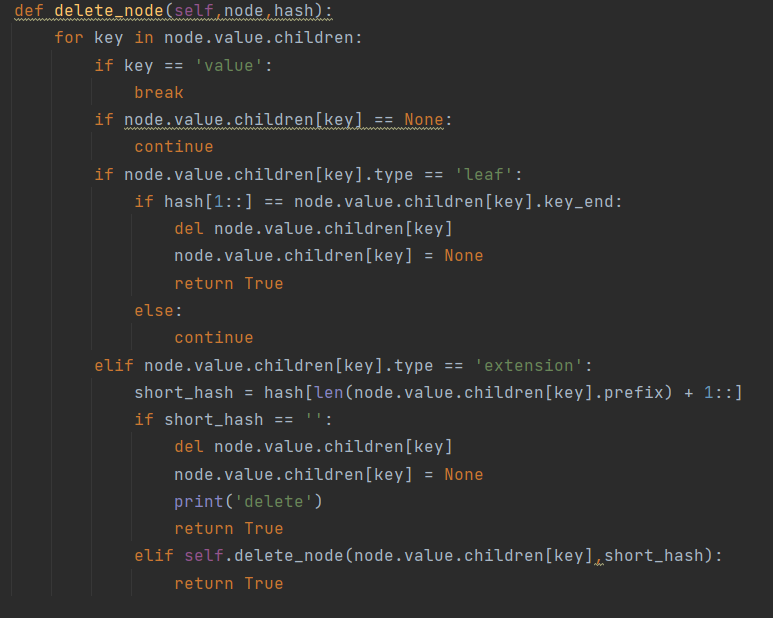 def delete_node(self,node,hash):
    for key in node.value.children:
        if key == 'value':
            break
        if node.value.children[key] == None:
            continue
        if node.value.children[key].type == 'leaf':
            if hash[1::] == node.value.children[key].key_end:
                del node.value.children[key]
                node.value.children[key] = None
                return True
            else:
                continue
        elif node.value.children[key].type == 'extension':
            short_hash = hash[len(node.value.children[key].prefix) + 1::]
            if short_hash == '':
                del node.value.children[key]
                node.value.children[key] = None
                print('delete')
                return True
            elif self.delete_node(node.value.children[key],short_hash):
                return True